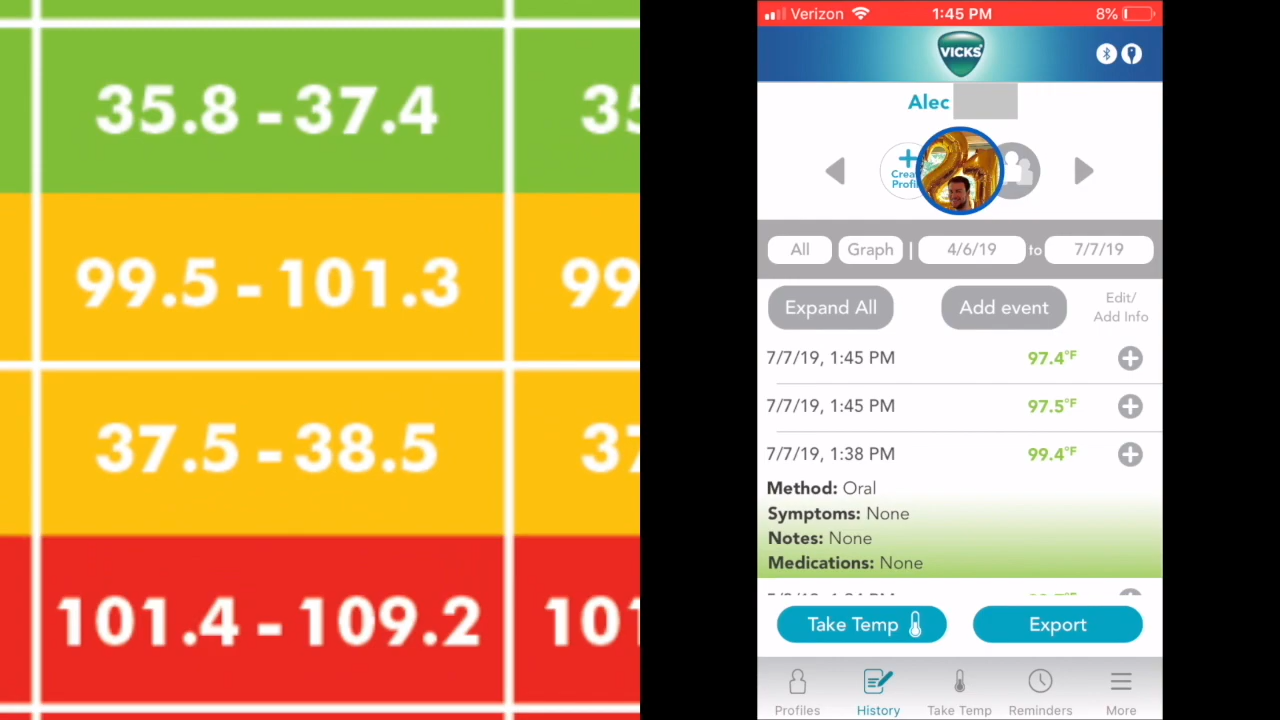 35.8 - 37.4
99.5 - 101.3
99
37.5 - 38.5
37
101.4 - 109.2
101
Verizon
1:45 PM
8%
VICKS
Alec
21
All
Graph
|
4/6/19
to
7/7/19
Expand All
Add event
Edit/
Add Info
7/7/19, 1:45 PM 97.4°F
7/7/19, 1:45 PM 97.5°F
7/7/19, 1:38 PM 99.4°F
Method: Oral
Symptoms: None
Notes: None
Medications: None
Take Temp
Export
Profiles
History
Take Temp
Reminders
More